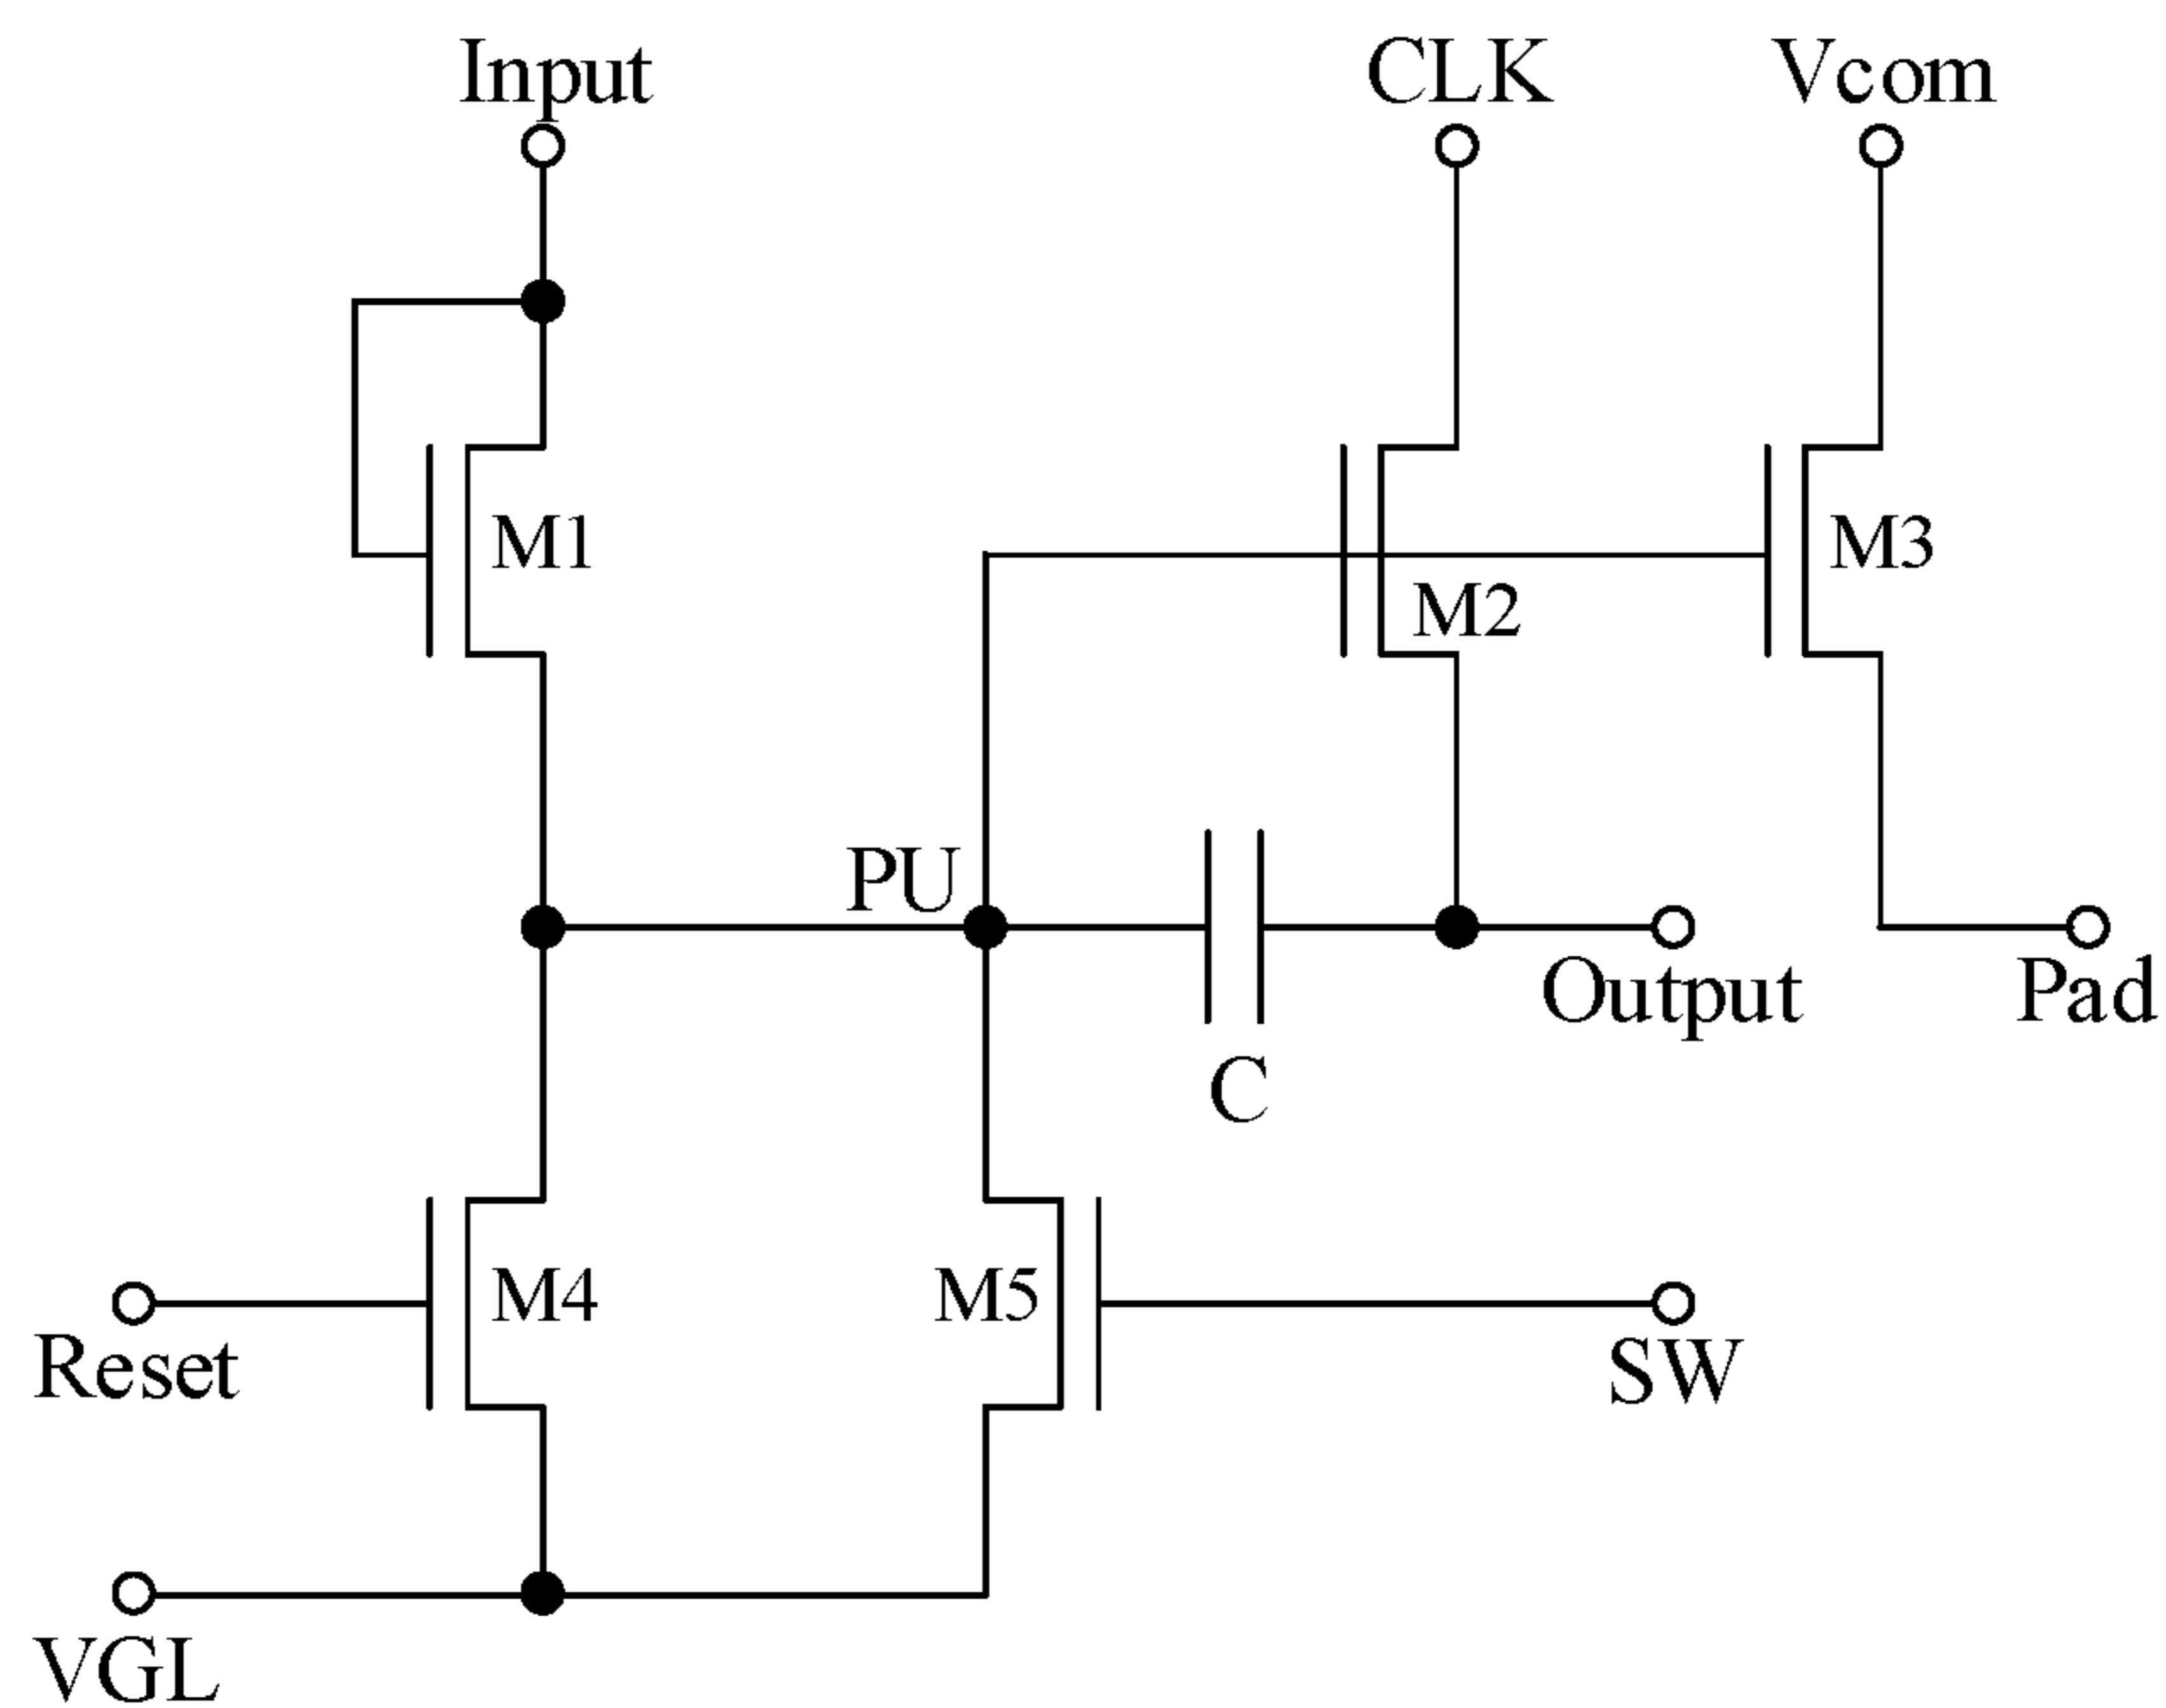 Input
CLK
Vcom
M1
M2
M3
PU
Output
Pad
C
M4
M5
Reset
SW
VGL